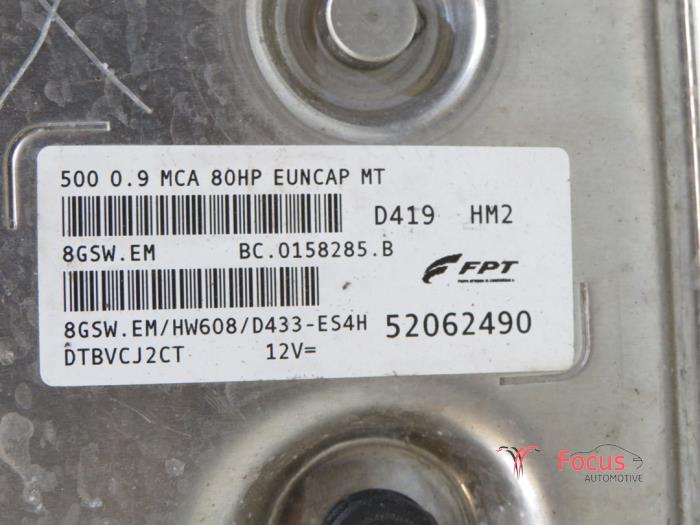 500 0.9 MCA 80HP EUNCAP MT
D419 HM2
8GSW.EM BC.0158285.B
FPT
8GSW.EM/HW608/D433-ES4H 52062490
DTBVCJ2CT 12V=
Focus
AUTOMOTIVE